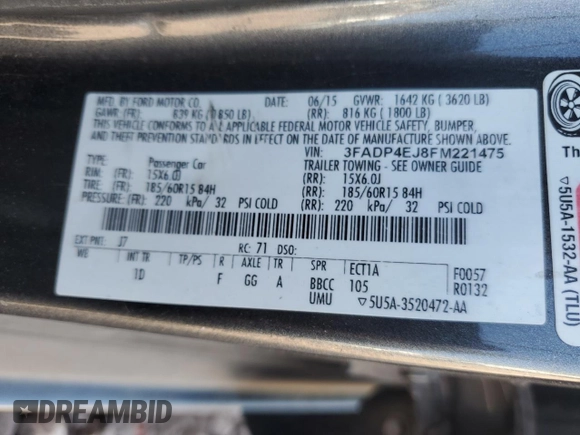 MFD. BY FORD MOTOR CO. DATE: 06/15 GVWR: 1642 KG ( 3620 LB)
GAWR: (FR): 839 KG ( 1850 LB) (RR): 816 KG ( 1800 LB)
THIS VEHICLE CONFORMS TO ALL APPLICABLE FEDERAL MOTOR VEHICLE SAFETY, BUMPER,
AND THEFT PREVENTION STANDARDS IN EFFECT ON THE DATE OF MANUFACTURE SHOWN ABOVE.
VIN: 3FADP4EJ8FM221475
TYPE: Passenger Car TRAILER TOWING - SEE OWNER GUIDE
RIM: (FR): 15X6.0J (RR): 15X6.0J
TIRE: (FR): 185/60R15 84H (RR): 185/60R15 84H
PRESSURE: (FR): 220 kPa/ 32 PSI COLD (RR): 220 kPa/ 32 PSI COLD
EXT PNT: J7 RC: 71 DSO:
WB INT TR TP/PS R AXLE TR SPR ECT1A F0057
1D F GG A BBCC 105 R0132
UMU ▽5U5A-3520472-AA
Th
▽5U5A-1532-AA (TLU)
DREAMBID